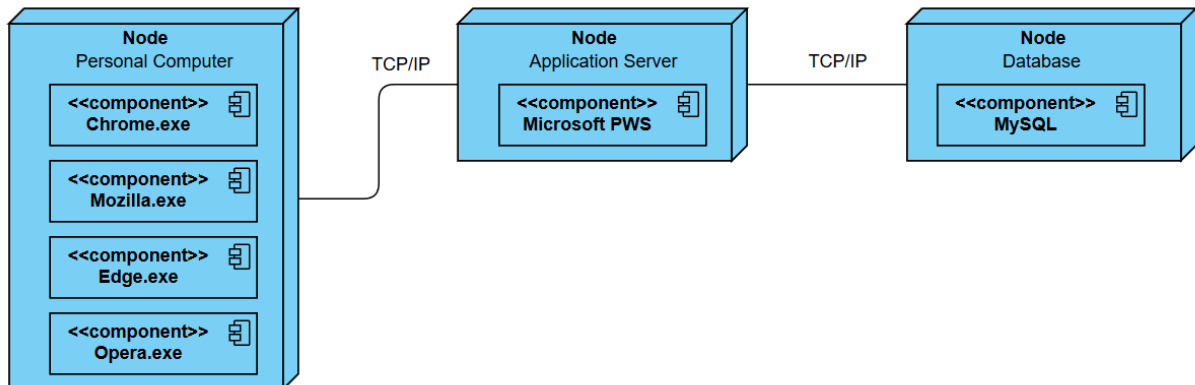 Node
Personal Computer
<<component>>
Chrome.exe
<<component>>
Mozilla.exe
<<component>>
Edge.exe
<<component>>
Opera.exe
TCP/IP
Node
Application Server
<<component>>
Microsoft PWS
TCP/IP
Node
Database
<<component>>
MySQL